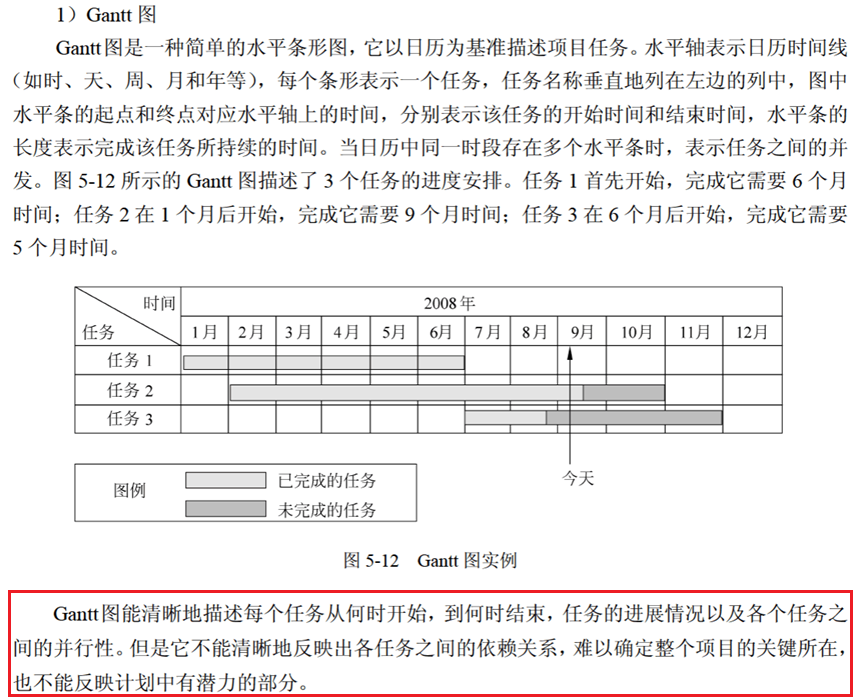 1）Gantt 图
Gantt 图是一种简单的水平条形图，它以日历为基准描述项目任务。水平轴表示日历时间线
（如时、天、周、月和年等），每个条形表示一个任务，任务名称垂直地列在左边的列中，图中
水平条的起点和终点对应水平轴上的时间，分别表示该任务的开始时间和结束时间，水平条的
长度表示完成该任务所持续的时间。当日历中同一时段存在多个水平条时，表示任务之间的并
发。图 5-12 所示的 Gantt 图描述了 3 个任务的进度安排。任务 1 首先开始，完成它需要 6 个月
时间；任务 2 在 1 个月后开始，完成它需要 9 个月时间；任务 3 在 6 个月后开始，完成它需要
5 个月时间。
时间 2008 年
任务 1月 2月 3月 4月 5月 6月 7月 8月 9月 10月 11月 12月
任务 1
任务 2
任务 3
今天
图例 已完成的任务
未完成的任务
图 5-12 Gantt 图实例
Gantt 图能清晰地描述每个任务从何时开始，到何时结束，任务的进展情况以及各个任务之
间的并行性。但是它不能清晰地反映出各任务之间的依赖关系，难以确定整个项目的关键所在，
也不能反映计划中有潜力的部分。